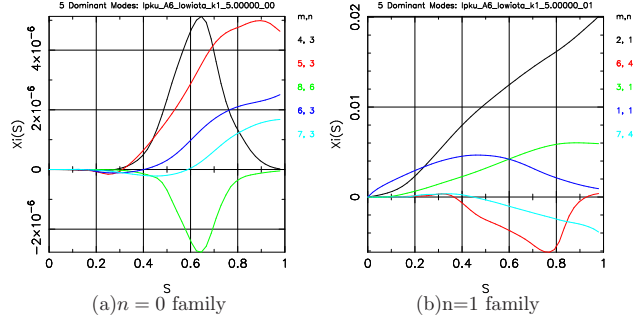 5 Dominant Modes: lpku_A6_lowiota_k1_5.00000_00
m,n
4, 3
5, 3
8, 6
6, 3
7, 3
4×10⁻⁶
2×10⁻⁶
0
−2×10⁻⁶
Xi(S)
0 0.2 0.4 0.6 0.8 1
S
(a)n = 0 family
5 Dominant Modes: lpku_A6_lowiota_k1_5.00000_01
m,n
2, 1
6, 4
3, 1
1, 1
7, 4
0.02
0.01
0
Xi(S)
0 0.2 0.4 0.6 0.8 1
S
(b)n=1 family